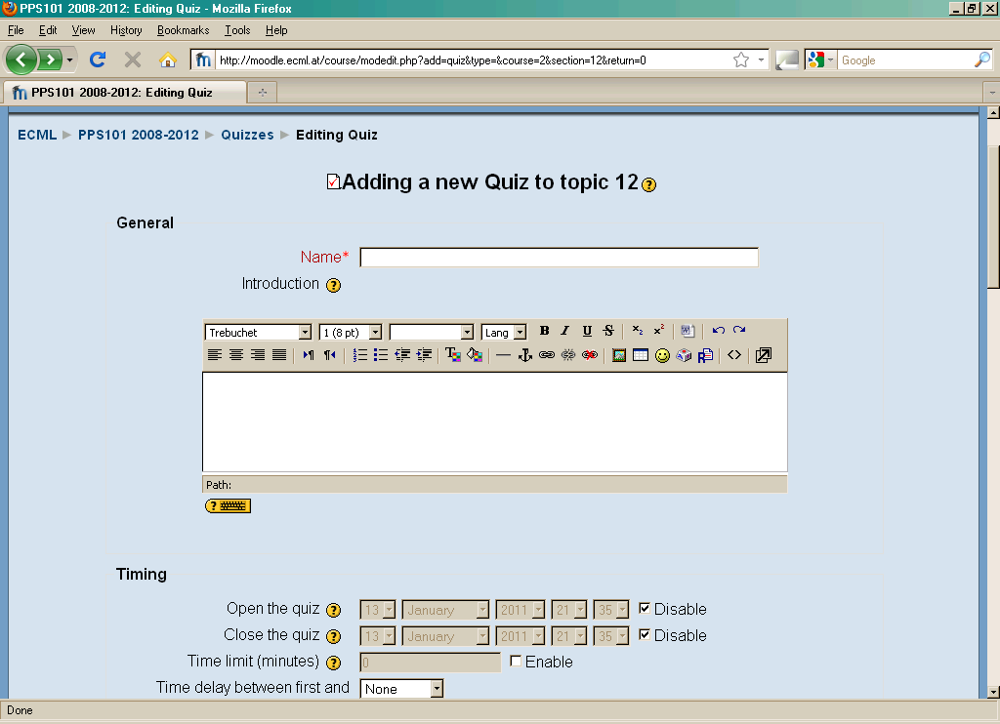 PPS101 2008-2012: Editing Quiz - Mozilla Firefox
File Edit View History Bookmarks Tools Help
http://moodle.ecml.at/course/modedit.php?add=quiz&type=&course=2&section=12&return=0 Google
PPS101 2008-2012: Editing Quiz
ECML ► PPS101 2008-2012 ► Quizzes ► Editing Quiz
Adding a new Quiz to topic 12 ?
General
Name*
Introduction ?
Trebuchet 1 (8 pt) Lang B I U S x2 x2 W
Path:
?
Timing
Open the quiz ? 13 January 2011 21 35 Disable
Close the quiz ? 13 January 2011 21 35 Disable
Time limit (minutes) ? 0 Enable
Time delay between first and None
Done